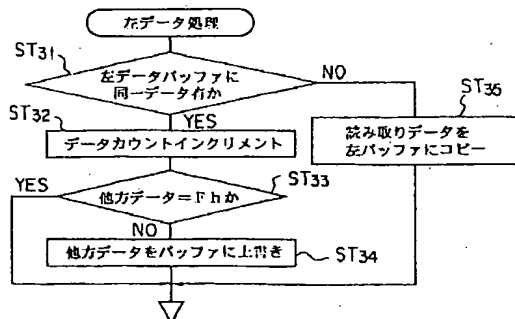 左データ処理
ST31
左データバッファに
同一データ有か
NO
ST35
ST32
YES
データカウントインクリメント
読み取りデータを
左バッファにコピー
YES
他方データ=Fhか
ST33
NO
他方データをバッファに上書き
ST34